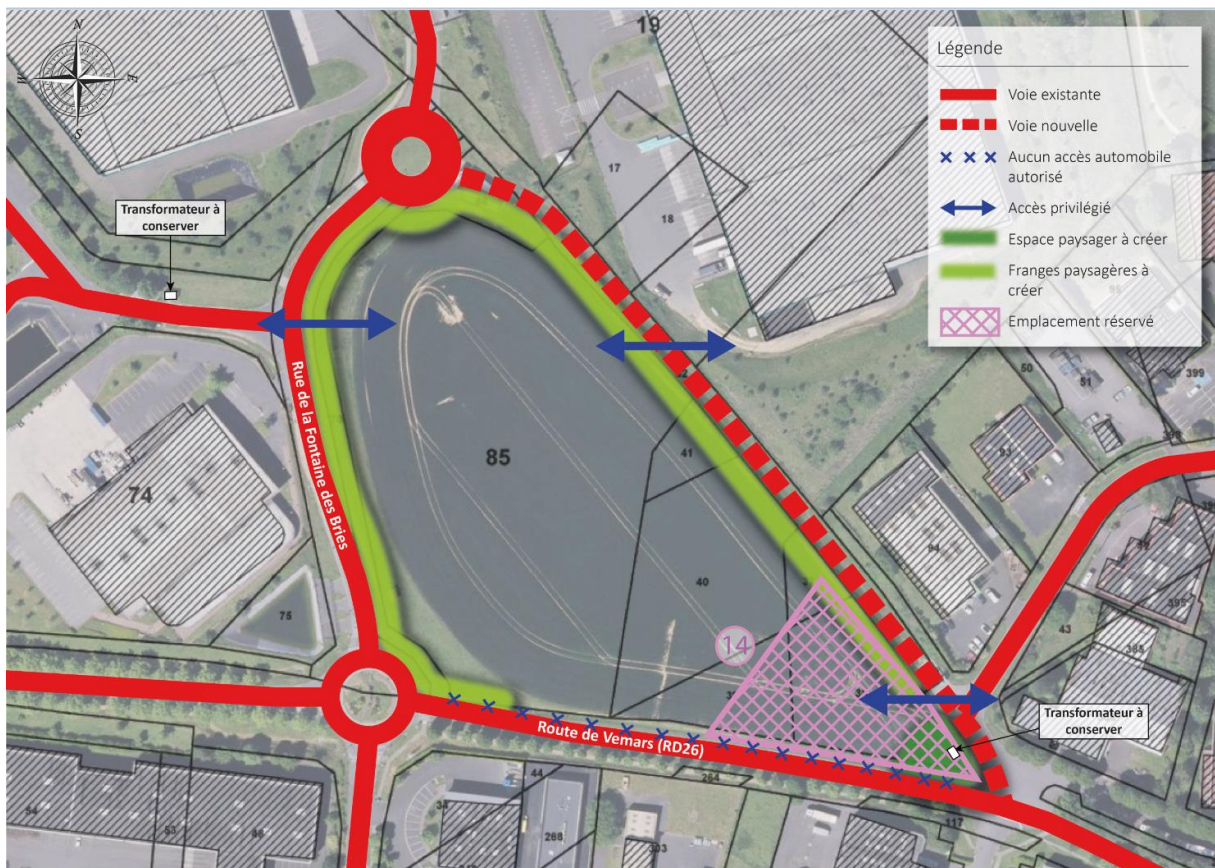 N
E
S
Légende
Voie existante
Voie nouvelle
Aucun accès automobile
autorisé
Accès privilégié
Espace paysager à créer
Franges paysagères à
créer
Emplacement réservé
19
17
18
Transformateur à
conserver
50
51
399
41
85
Rue de la Fontaine des Bries
74
94
40
75
43
14
Route de Vemars (RD26)
Transformateur à
conserver
44
264
117
54
53
268
303